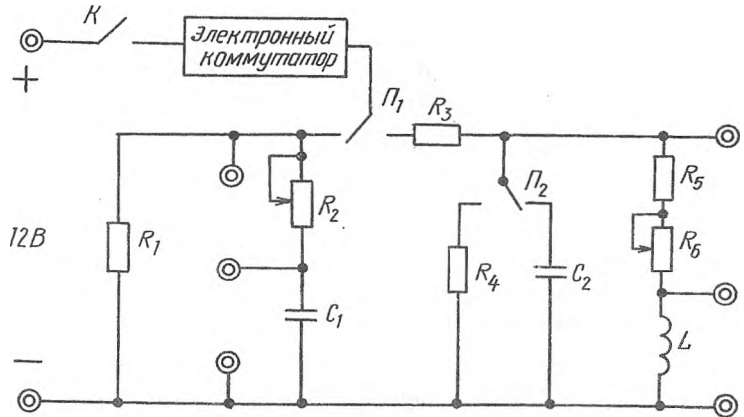 К
Электронный
коммутатор
+
П₁
R₃
П₂
R₅
R₂
12В
R₁
R₆
R₄
C₂
C₁
L
—